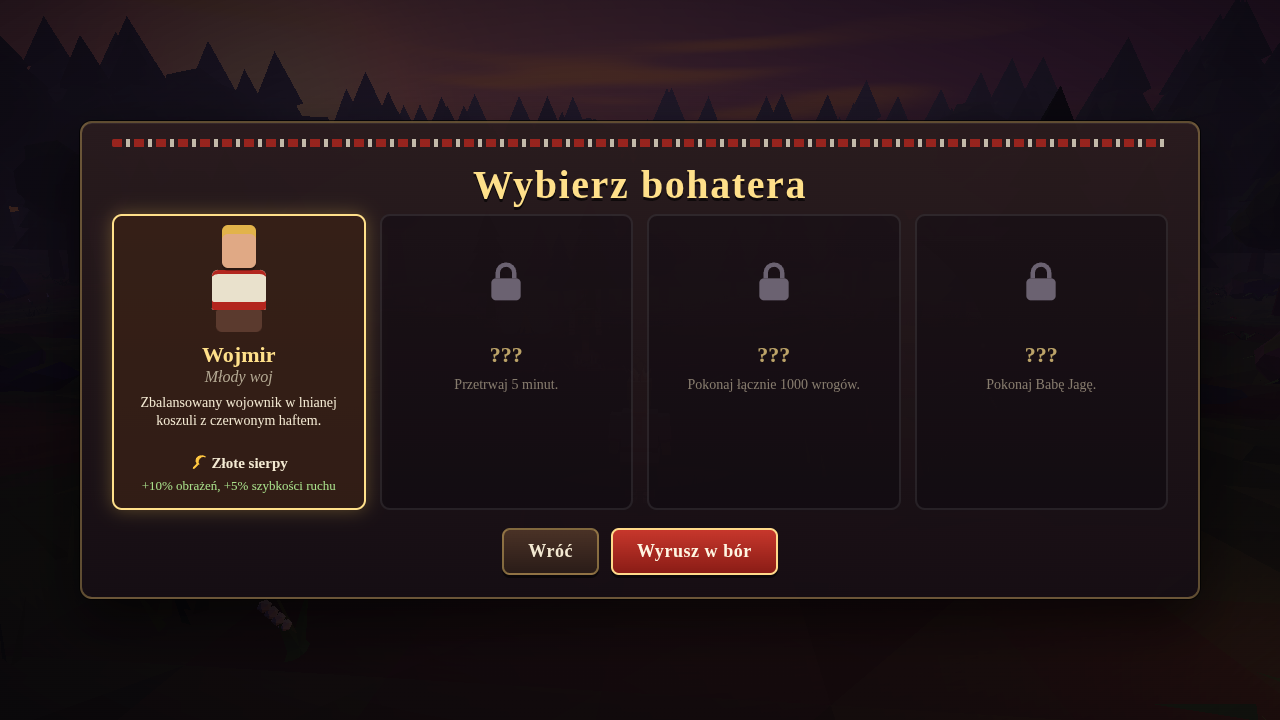 Wybierz bohatera
Wojmir
Młody woj
Zbalansowany wojownik w lnianej
koszuli z czerwonym haftem.
Złote sierpy
+10% obrażeń, +5% szybkości ruchu
???
Przetrwaj 5 minut.
???
Pokonaj łącznie 1000 wrogów.
???
Pokonaj Babę Jagę.
Wróć
Wyrusz w bór